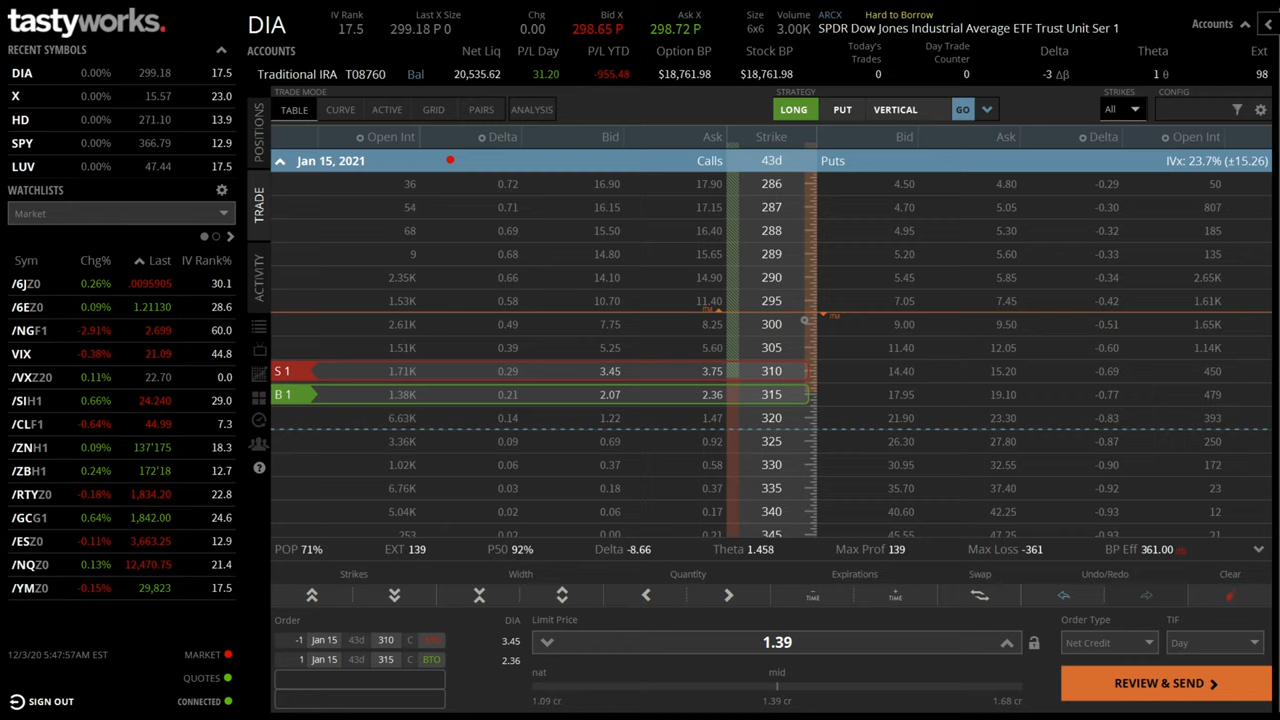 tastyworks.
DIA
IV Rank
17.5
Last X Size
299.18 P 0
Chg
0.00
Bid X
298.65 P
Ask X
298.72 P
Size
6x6
Volume
3.00K
ARCX
Hard to Borrow
SPDR Dow Jones Industrial Average ETF Trust Unit Ser 1
Accounts
ACCOUNTS Net Liq P/L Day P/L YTD Option BP Stock BP Today's Trades Day Trade Counter Delta Theta Ext
Traditional IRA T08760 Bal 20,535.62 31.20 -955.48 $18,761.98 $18,761.98 0 0 -3 Δβ 1 θ 98
RECENT SYMBOLS
DIA 0.00% 299.18 17.5
X 0.00% 15.57 23.0
HD 0.00% 271.10 13.9
SPY 0.00% 366.79 12.9
LUV 0.00% 47.44 17.5
WATCHLISTS
Market
Sym Chg% Last IV Rank%
/6JZ0 0.26% .0095905 30.1
/6EZ0 0.09% 1.21130 28.6
/NGF1 -2.91% 2.699 60.0
VIX -0.38% 21.09 44.8
/VXZ20 0.11% 22.70 0.0
/SIH1 0.66% 24.240 29.0
/CLF1 -0.64% 44.99 7.3
/ZNH1 0.09% 137'175 18.3
/ZBH1 0.24% 172'18 12.7
/RTYZ0 -0.18% 1,834.20 22.8
/GCG1 0.64% 1,842.00 24.6
/ESZ0 -0.11% 3,663.25 12.9
/NQZ0 0.13% 12,470.75 21.4
/YMZ0 -0.15% 29,823 17.5
12/3/20 5:47:57A EST MARKET
QUOTES
SIGN OUT CONNECTED
POSITIONS
TRADE
ACTIVITY
TRADE MODE STRATEGY STRIKES CONFIG
TABLE CURVE ACTIVE GRID PAIRS ANALYSIS LONG PUT VERTICAL GO All
Open Int Delta Bid Ask Strike Bid Ask Delta Open Int
Jan 15, 2021 Calls 43d Puts IVx: 23.7% (±15.26)
36 0.72 16.90 17.90 286 4.50 4.80 -0.29 50
54 0.71 16.15 17.15 287 4.70 5.05 -0.30 807
68 0.69 15.50 16.40 288 4.95 5.30 -0.32 185
9 0.68 14.80 15.65 289 5.20 5.60 -0.33 135
2.35K 0.66 14.10 14.90 290 5.45 5.85 -0.34 2.65K
1.53K 0.58 10.70 11.40 295 7.05 7.45 -0.42 1.61K
ITM ITM
2.61K 0.49 7.75 8.25 300 9.00 9.50 -0.51 1.65K
1.51K 0.39 5.25 5.60 305 11.40 12.05 -0.60 1.14K
S 1 1.71K 0.29 3.45 3.75 310 14.40 15.20 -0.69 450
B 1 1.38K 0.21 2.07 2.36 315 17.95 19.10 -0.77 479
6.63K 0.14 1.22 1.47 320 21.90 23.30 -0.83 393
3.36K 0.09 0.69 0.92 325 26.30 27.80 -0.87 250
1.02K 0.06 0.37 0.58 330 30.95 32.55 -0.90 172
6.76K 0.03 0.18 0.37 335 35.70 37.40 -0.92 23
5.04K 0.02 0.06 0.17 340 40.60 42.25 -0.93 12
253 0.02 0.00 0.21 345 45.55 47.25 -0.94 21
POP 71% EXT 139 P50 92% Delta -8.66 Theta 1.458 Max Prof 139 Max Loss -361 BP Eff 361.00 db
Strikes Width Quantity Expirations Swap Undo/Redo Clear
TIME TIME
Order DIA Limit Price Order Type TIF
-1 Jan 15 43d 310 C STO 3.45 1.39 Net Credit Day
1 Jan 15 43d 315 C BTO 2.36
nat mid
1.09 cr 1.39 cr 1.68 cr
REVIEW & SEND